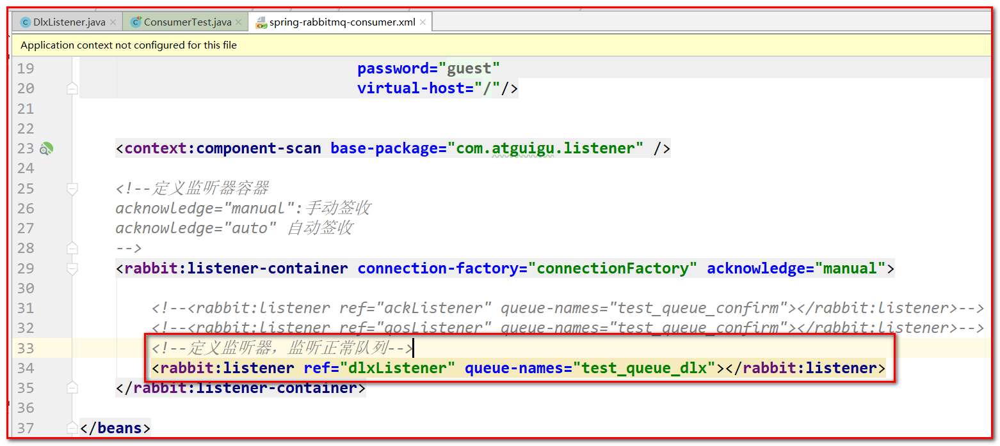 DlxListener.java
ConsumerTest.java
spring-rabbitmq-consumer.xml
Application context not configured for this file
19 password="guest"
20 virtual-host="/"/>
21
22
23 <context:component-scan base-package="com.atguigu.listener" />
24
25 <!--定义监听器容器
26 acknowledge="manual":手动签收
27 acknowledge="auto" 自动签收
28 -->
29 <rabbit:listener-container connection-factory="connectionFactory" acknowledge="manual">
30
31 <!--<rabbit:listener ref="ackListener" queue-names="test_queue_confirm"></rabbit:listener>-->
32 <!--<rabbit:listener ref="qosListener" queue-names="test_queue_confirm"></rabbit:listener>-->
33 <!--定义监听器，监听正常队列-->
34 <rabbit:listener ref="dlxListener" queue-names="test_queue_dlx"></rabbit:listener>
35 </rabbit:listener-container>
36
37 </beans>